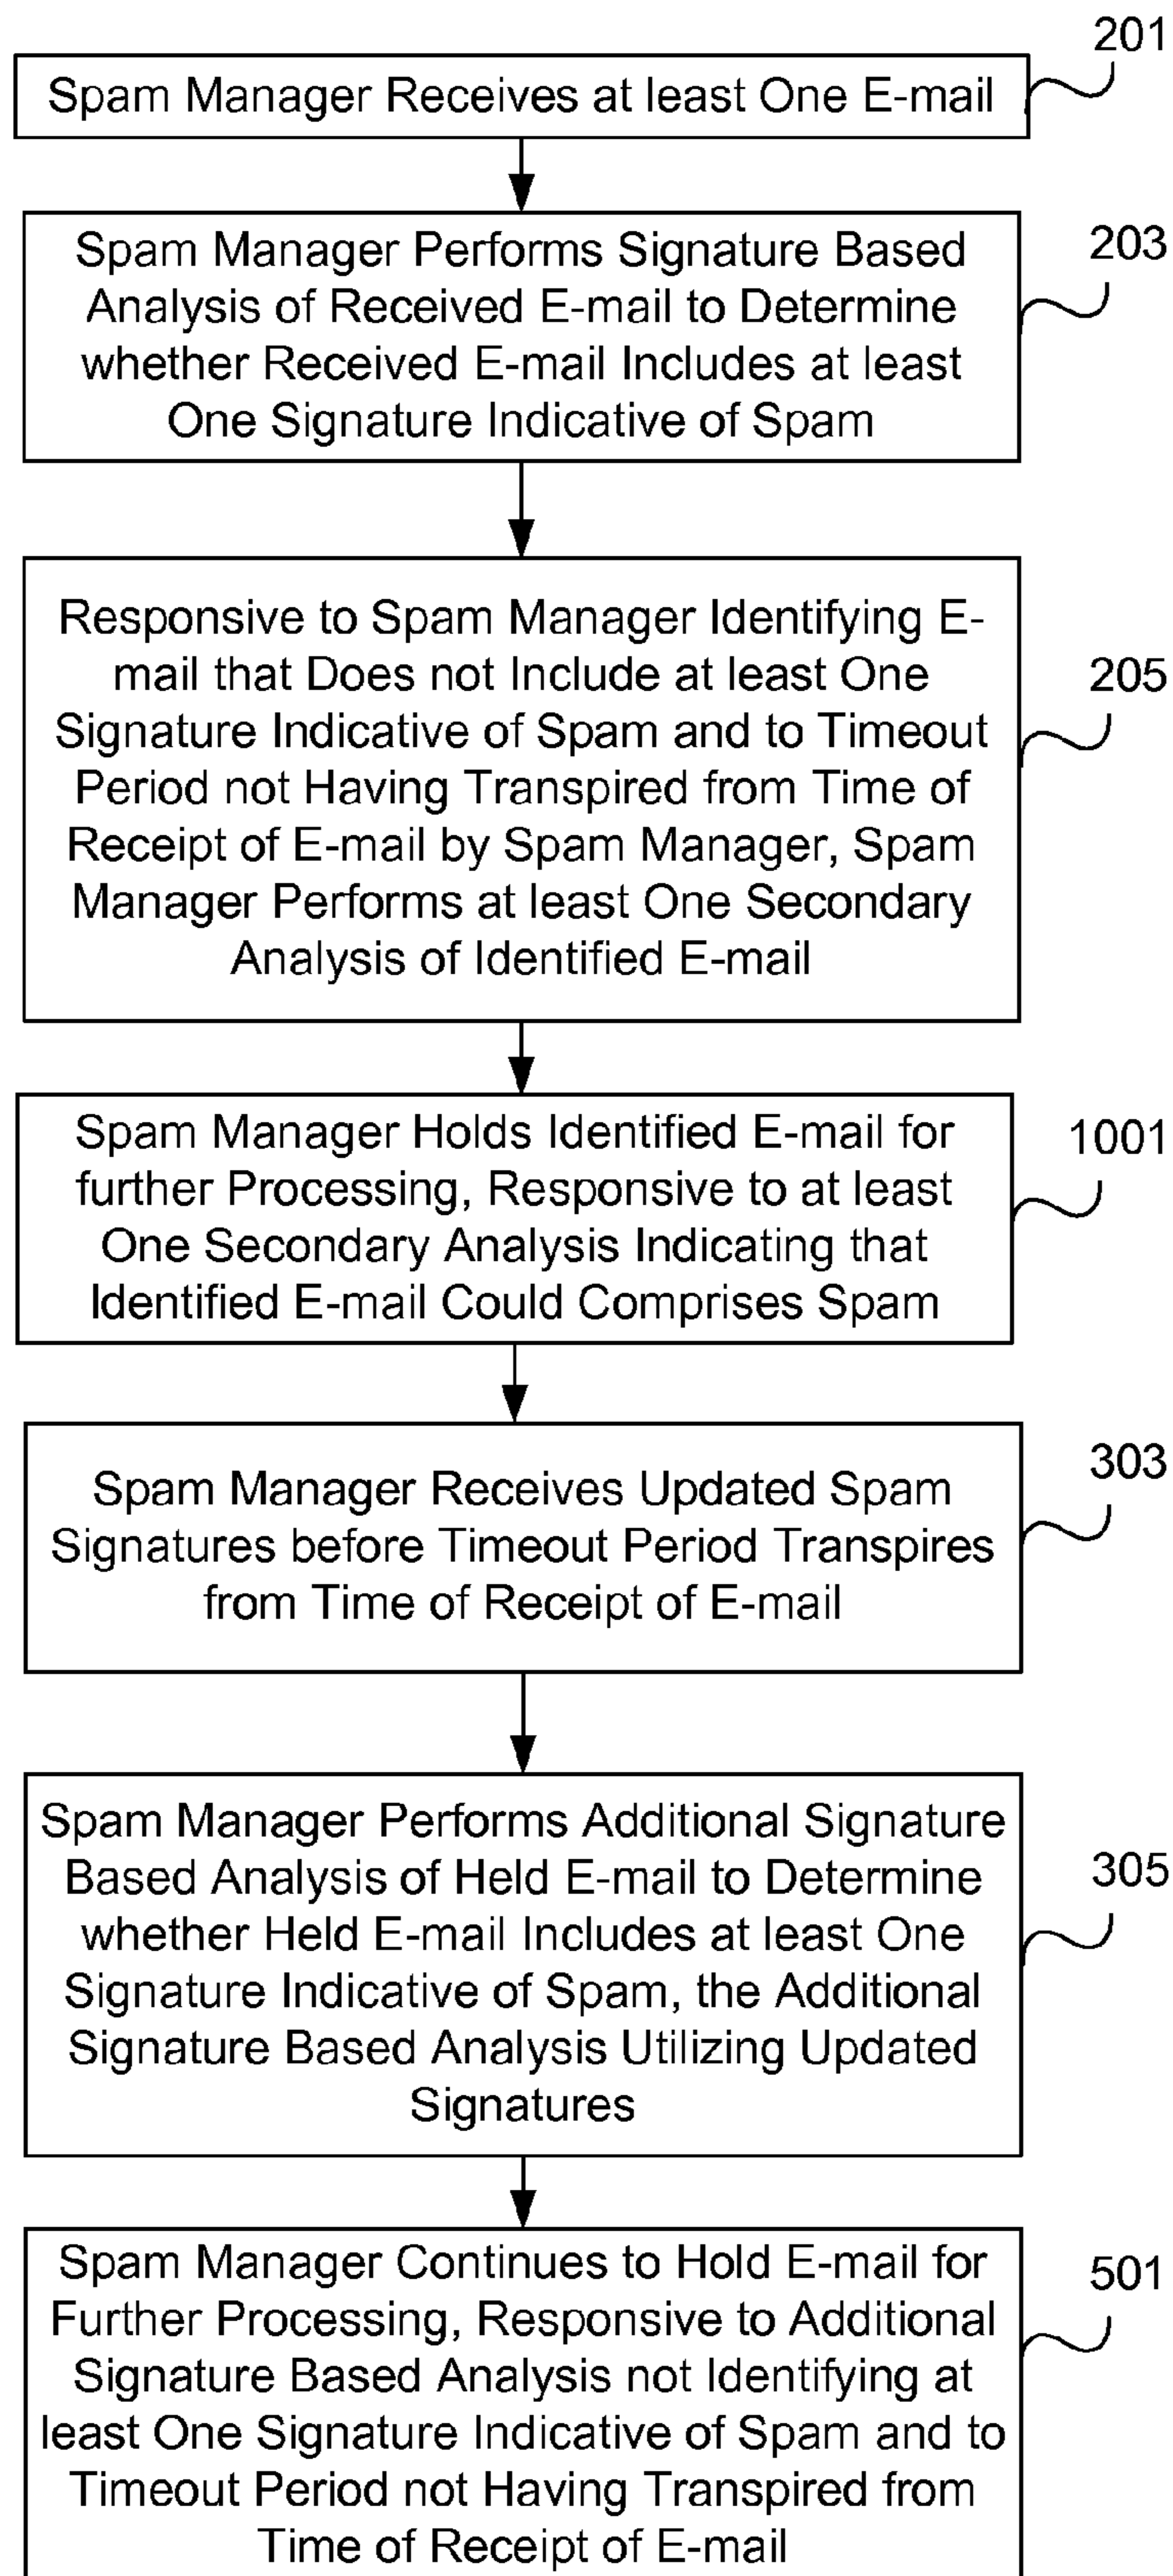 201
Spam Manager Receives at least One E-mail
203
Spam Manager Performs Signature Based
Analysis of Received E-mail to Determine
whether Received E-mail Includes at least
One Signature Indicative of Spam
205
Responsive to Spam Manager Identifying E-
mail that Does not Include at least One
Signature Indicative of Spam and to Timeout
Period not Having Transpired from Time of
Receipt of E-mail by Spam Manager, Spam
Manager Performs at least One Secondary
Analysis of Identified E-mail
1001
Spam Manager Holds Identified E-mail for
further Processing, Responsive to at least
One Secondary Analysis Indicating that
Identified E-mail Could Comprises Spam
303
Spam Manager Receives Updated Spam
Signatures before Timeout Period Transpires
from Time of Receipt of E-mail
305
Spam Manager Performs Additional Signature
Based Analysis of Held E-mail to Determine
whether Held E-mail Includes at least One
Signature Indicative of Spam, the Additional
Signature Based Analysis Utilizing Updated
Signatures
501
Spam Manager Continues to Hold E-mail for
Further Processing, Responsive to Additional
Signature Based Analysis not Identifying at
least One Signature Indicative of Spam and to
Timeout Period not Having Transpired from
Time of Receipt of E-mail